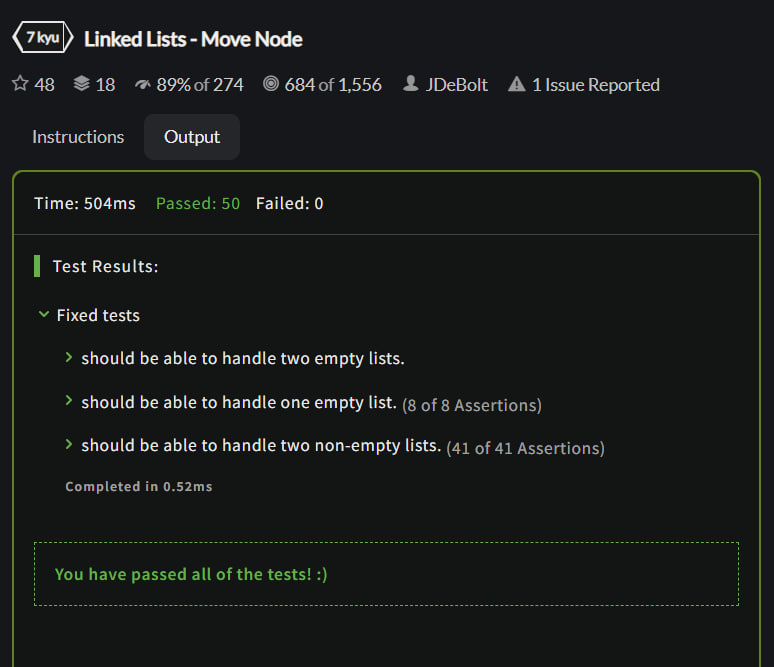 7 kyu Linked Lists - Move Node
48 18 89% of 274 684 of 1,556 JDeBolt 1 Issue Reported
Instructions Output
Time: 504ms Passed: 50 Failed: 0
Test Results:
Fixed tests
should be able to handle two empty lists.
should be able to handle one empty list. (8 of 8 Assertions)
should be able to handle two non-empty lists. (41 of 41 Assertions)
Completed in 0.52ms
You have passed all of the tests! :)